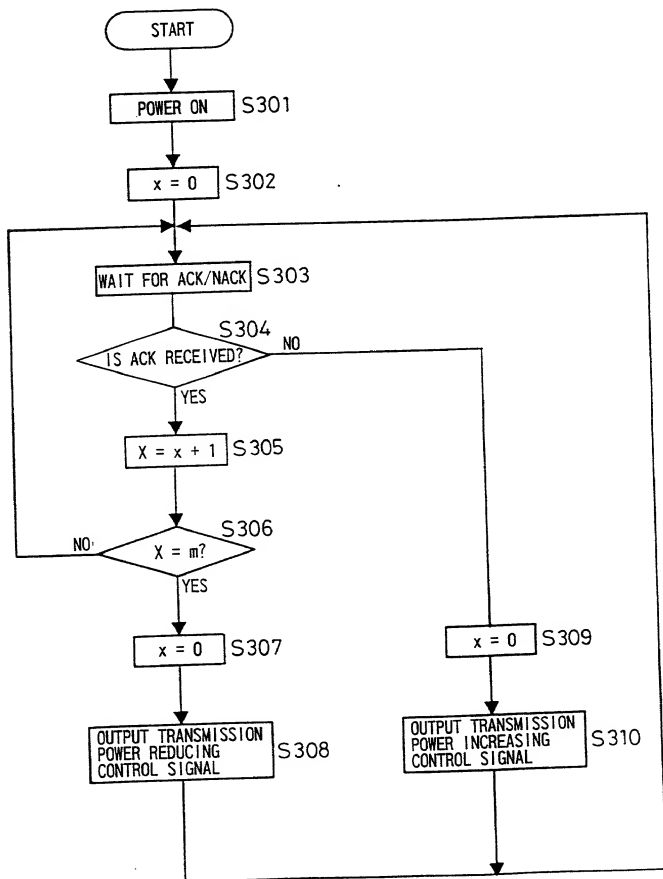 START
POWER ON S301
x = 0 S302
WAIT FOR ACK/NACK S303
S304
IS ACK RECEIVED? NO
YES
X = x + 1 S305
S306
NO X = m?
YES
x = 0 S307
x = 0 S309
OUTPUT TRANSMISSION
POWER REDUCING
CONTROL SIGNAL
S308
OUTPUT TRANSMISSION
POWER INCREASING
CONTROL SIGNAL
S310